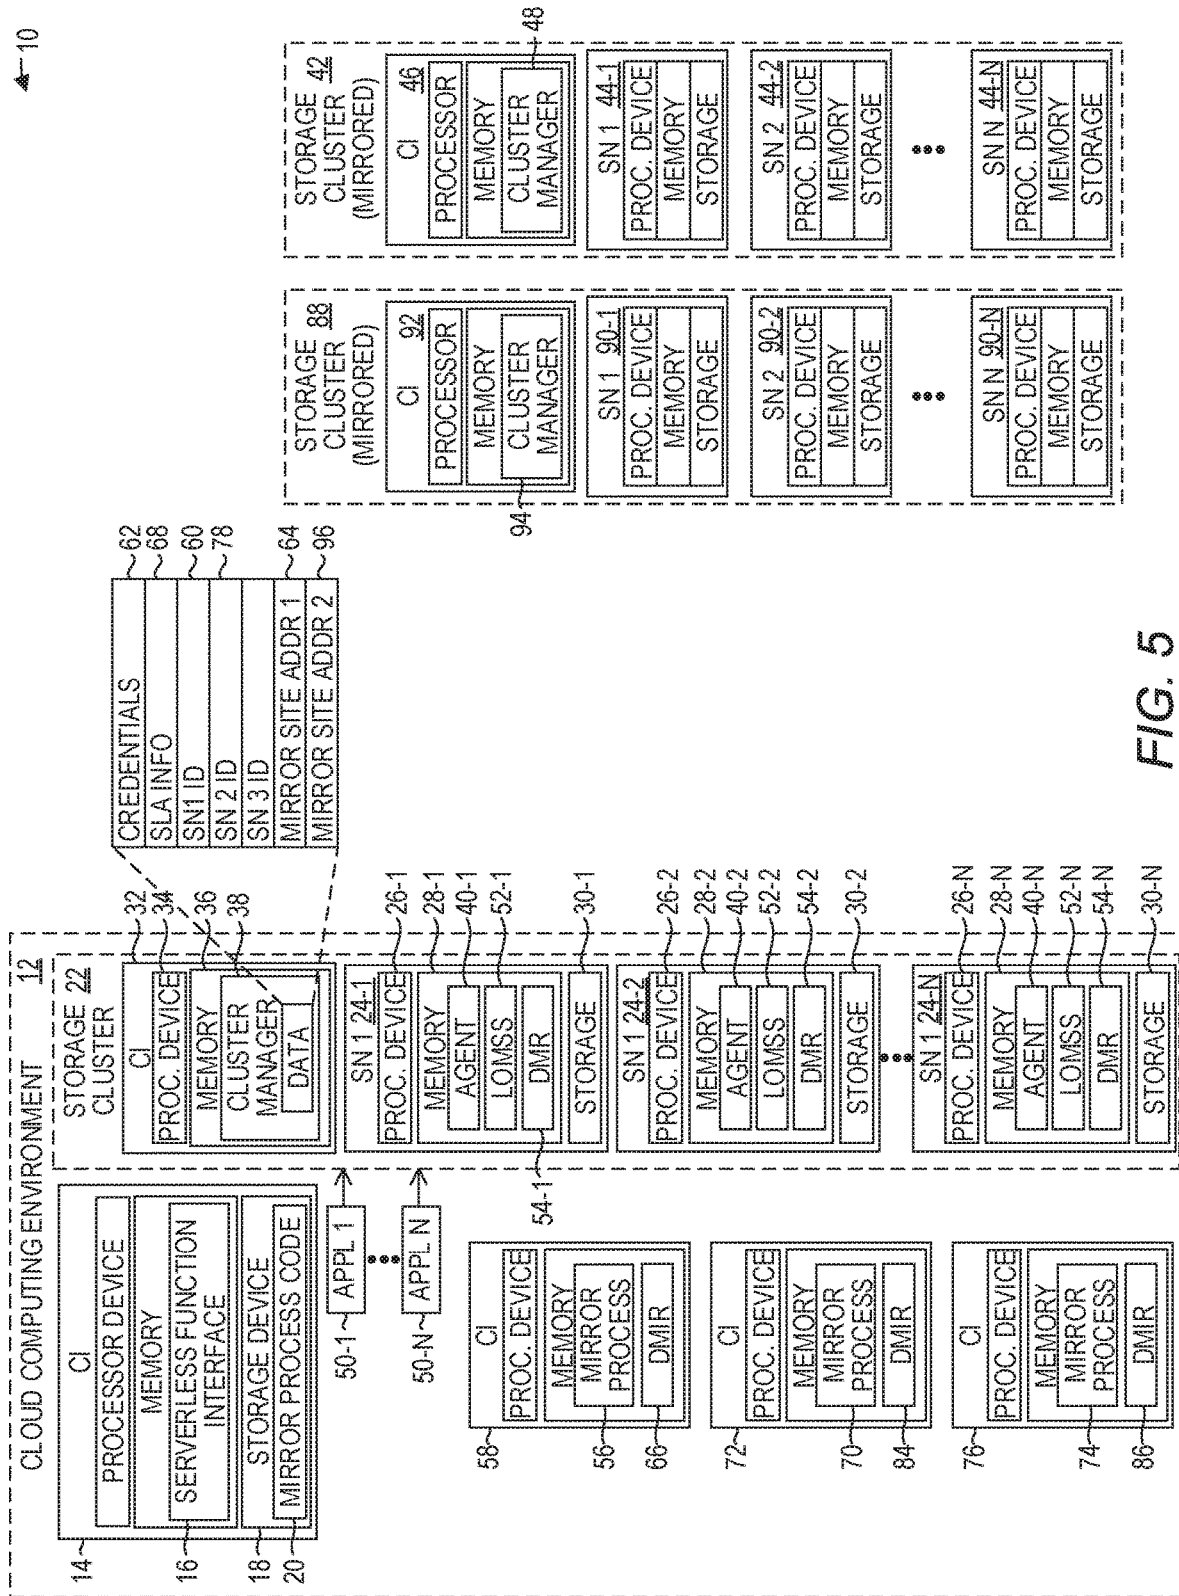 10
CLOUD COMPUTING ENVIRONMENT 12
CI
PROCESSOR DEVICE
MEMORY
SERVERLESS FUNCTION
INTERFACE
STORAGE DEVICE
MIRROR PROCESS CODE
14
16
18
20
50-1
APPL 1
50-N
APPL N
CI
PROC. DEVICE
MEMORY
MIRROR
PROCESS
DMIR
58
56
66
CI
PROC. DEVICE
MEMORY
MIRROR
PROCESS
DMIR
72
70
84
CI
PROC. DEVICE
MEMORY
MIRROR
PROCESS
DMIR
76
74
86
STORAGE 22
CLUSTER
CI
PROC. DEVICE
MEMORY
CLUSTER
MANAGER
DATA
32
34
36
38
SN 1 24-1
PROC. DEVICE
MEMORY
AGENT
LOMSS
DMR
STORAGE
26-1
28-1
40-1
52-1
54-1
30-1
SN 1 24-2
PROC. DEVICE
MEMORY
AGENT
LOMSS
DMR
STORAGE
26-2
28-2
40-2
52-2
54-2
30-2
SN 1 24-N
PROC. DEVICE
MEMORY
AGENT
LOMSS
DMR
STORAGE
26-N
28-N
40-N
52-N
54-N
30-N
CREDENTIALS
SLA INFO
SN1 ID
SN 2 ID
SN 3 ID
MIRROR SITE ADDR 1
MIRROR SITE ADDR 2
62
68
60
78
64
96
STORAGE 88
CLUSTER
(MIRRORED)
CI 92
PROCESSOR
MEMORY
CLUSTER
MANAGER
94
SN 1 90-1
PROC. DEVICE
MEMORY
STORAGE
SN 2 90-2
PROC. DEVICE
MEMORY
STORAGE
SN N 90-N
PROC. DEVICE
MEMORY
STORAGE
STORAGE 42
CLUSTER
(MIRRORED)
CI 46
PROCESSOR
MEMORY
CLUSTER
MANAGER
48
SN 1 44-1
PROC. DEVICE
MEMORY
STORAGE
SN 2 44-2
PROC. DEVICE
MEMORY
STORAGE
SN N 44-N
PROC. DEVICE
MEMORY
STORAGE
FIG. 5